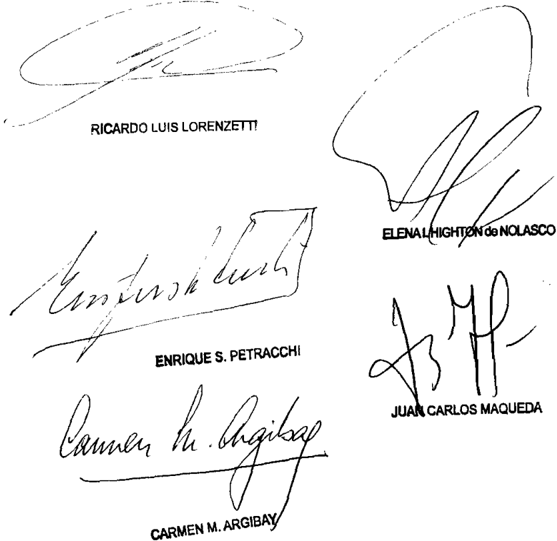 RICARDO LUIS LORENZETTI
ELENA I. HIGHTON de NOLASCO
ENRIQUE S. PETRACCHI
JUAN CARLOS MAQUEDA
Carmen M. Argibay
CARMEN M. ARGIBAY